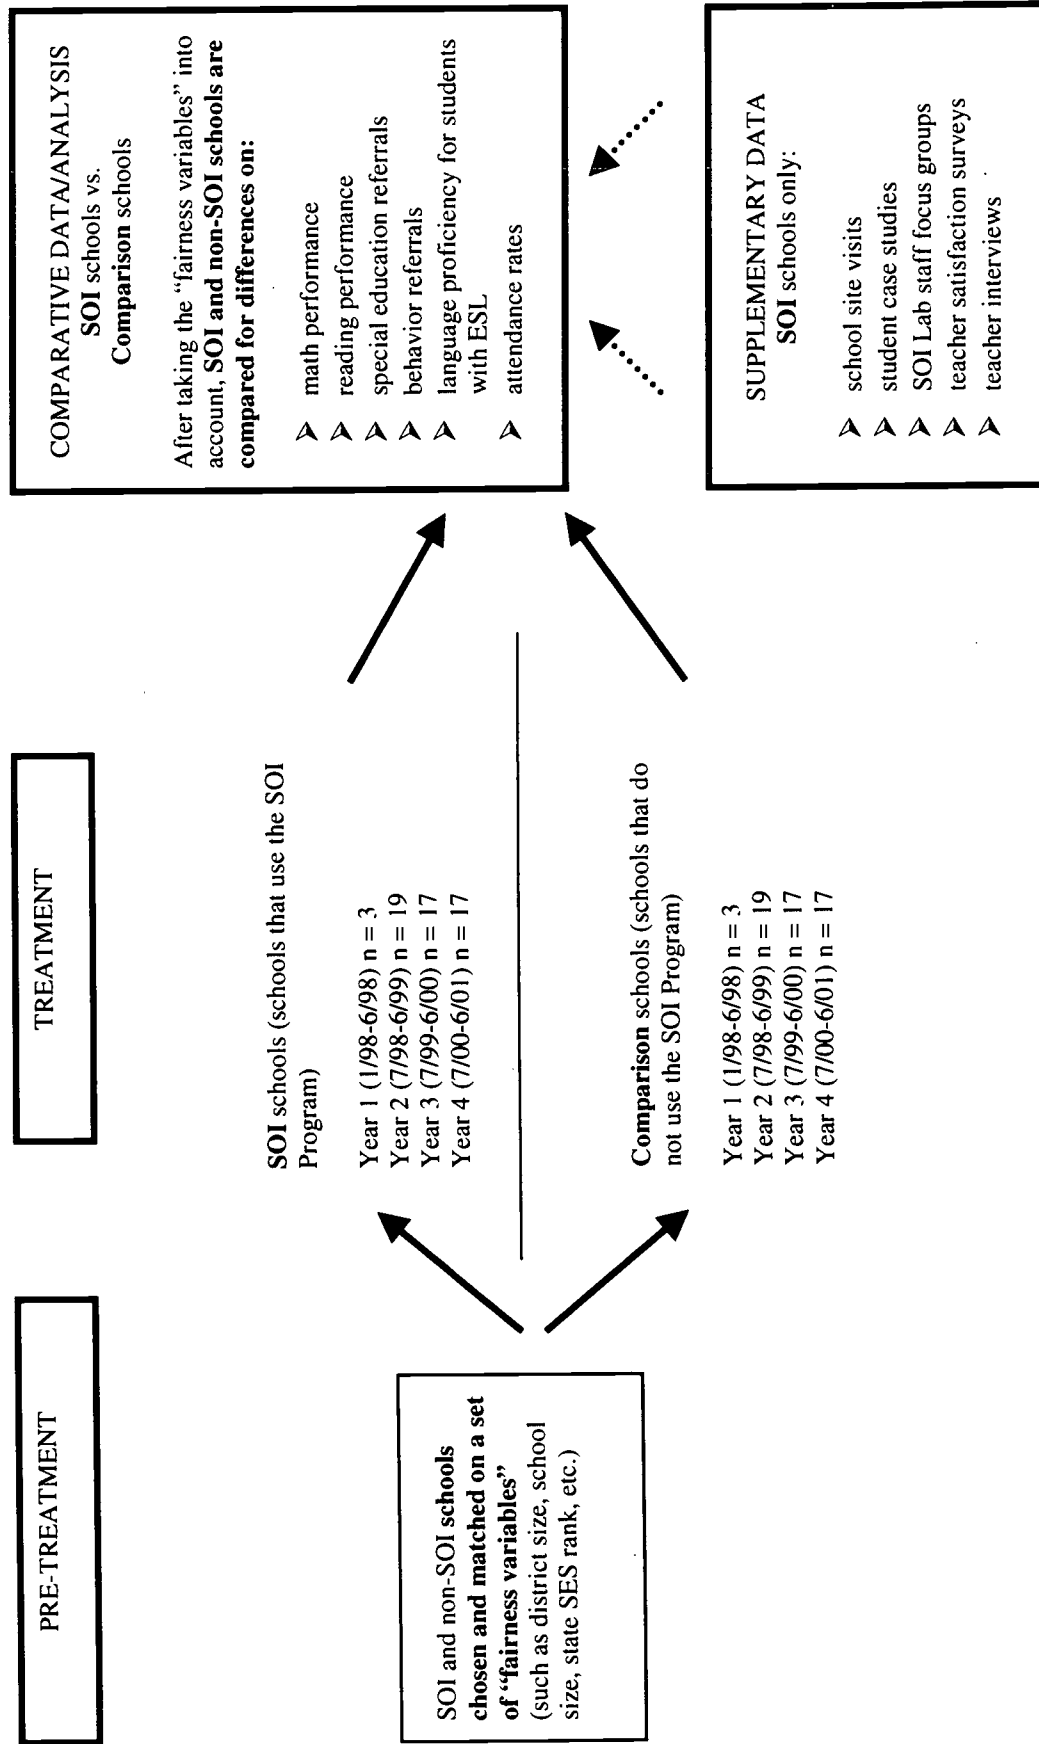 PRE-TREATMENT
SOI and non-SOI schools
chosen and matched on a set
of “fairness variables”
(such as district size, school
size, state SES rank, etc.)
TREATMENT
SOI schools (schools that use the SOI
Program)
Year 1 (1/98-6/98) n = 3
Year 2 (7/98-6/99) n = 19
Year 3 (7/99-6/00) n = 17
Year 4 (7/00-6/01) n = 17
Comparison schools (schools that do
not use the SOI Program)
Year 1 (1/98-6/98) n = 3
Year 2 (7/98-6/99) n = 19
Year 3 (7/99-6/00) n = 17
Year 4 (7/00-6/01) n = 17
COMPARATIVE DATA/ANALYSIS
SOI schools vs.
Comparison schools
After taking the “fairness variables” into
account, SOI and non-SOI schools are
compared for differences on:
➢ math performance
➢ reading performance
➢ special education referrals
➢ behavior referrals
➢ language proficiency for students
with ESL
➢ attendance rates
SUPPLEMENTARY DATA
SOI schools only:
➢ school site visits
➢ student case studies
➢ SOI Lab staff focus groups
➢ teacher satisfaction surveys
➢ teacher interviews